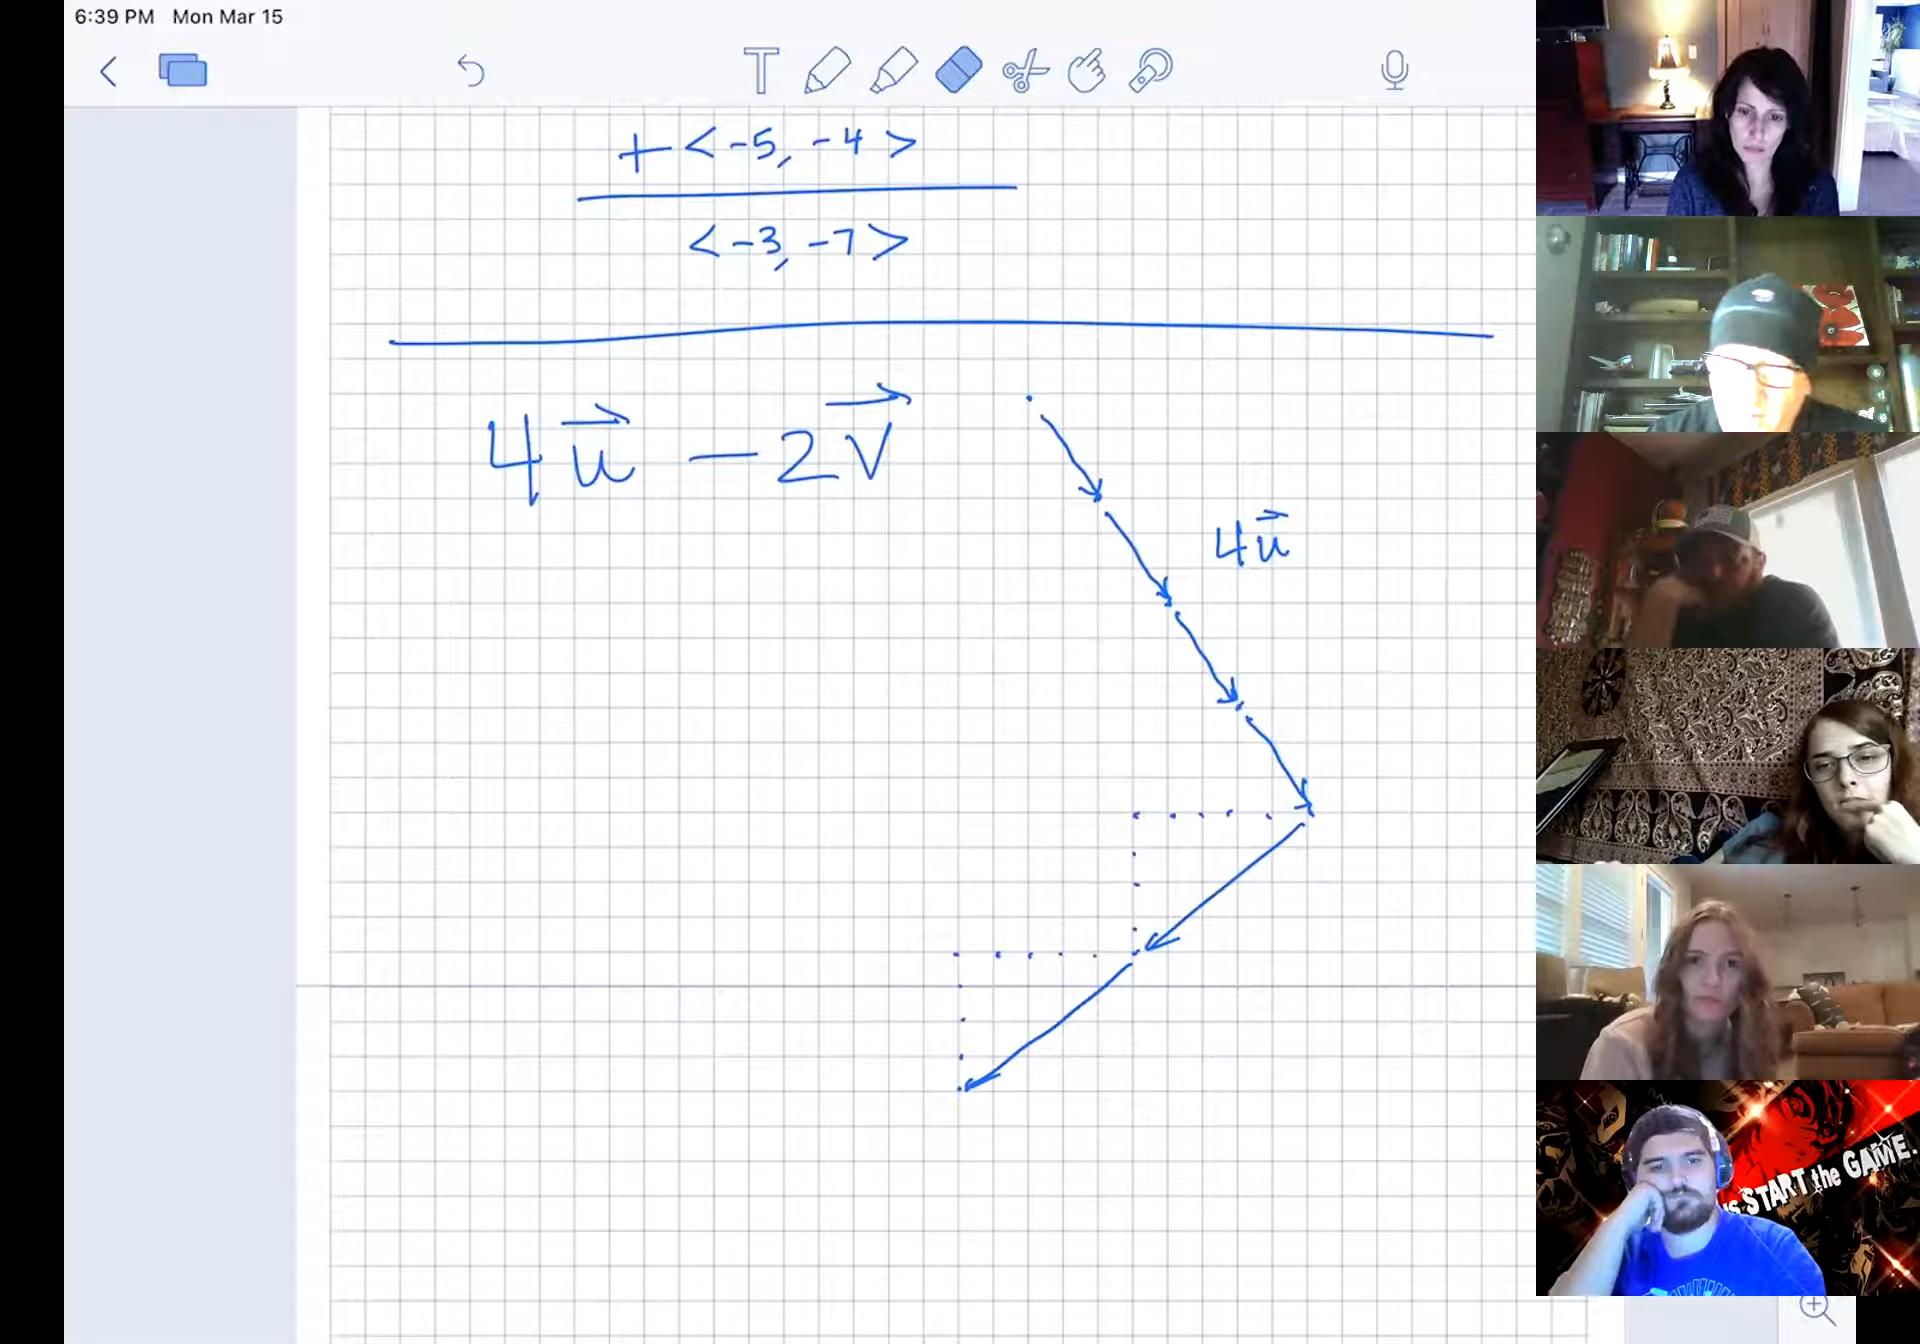 6:39 PM Mon Mar 15
T
+ < -5, -4 >
< -3, -7 >
4u⃗ - 2v⃗
4u⃗
START the GAME.